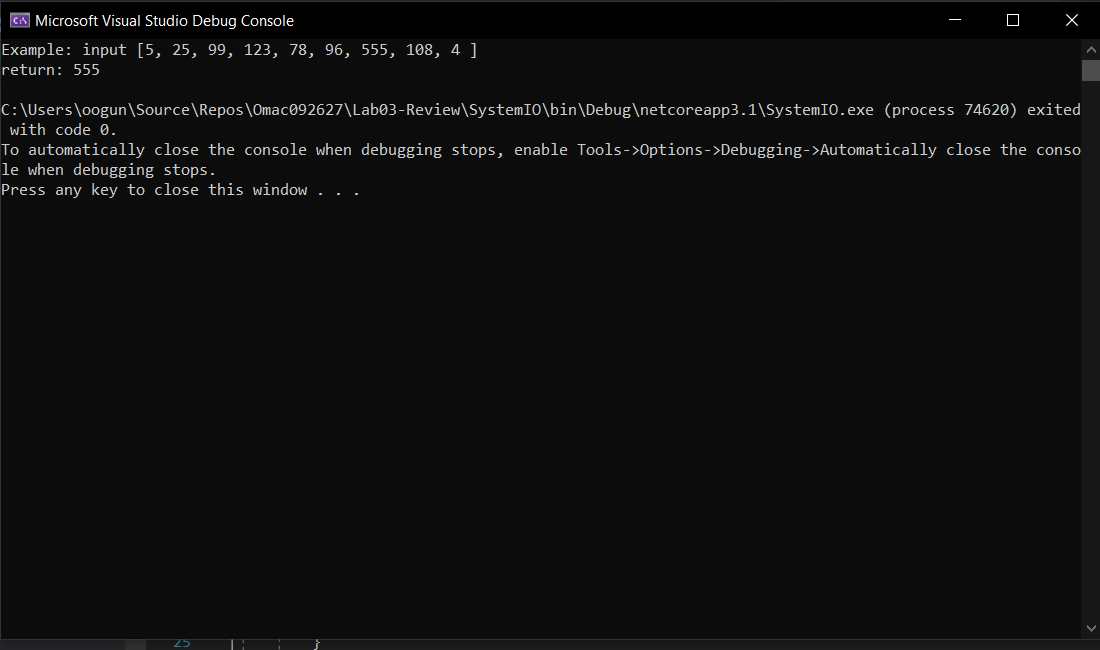 Microsoft Visual Studio Debug Console
Example: input [5, 25, 99, 123, 78, 96, 555, 108, 4 ]
return: 555
C:\Users\oogun\Source\Repos\Omac092627\Lab03-Review\SystemIO\bin\Debug\netcoreapp3.1\SystemIO.exe (process 74620) exited
 with code 0.
To automatically close the console when debugging stops, enable Tools->Options->Debugging->Automatically close the conso
le when debugging stops.
Press any key to close this window . . .
25 }